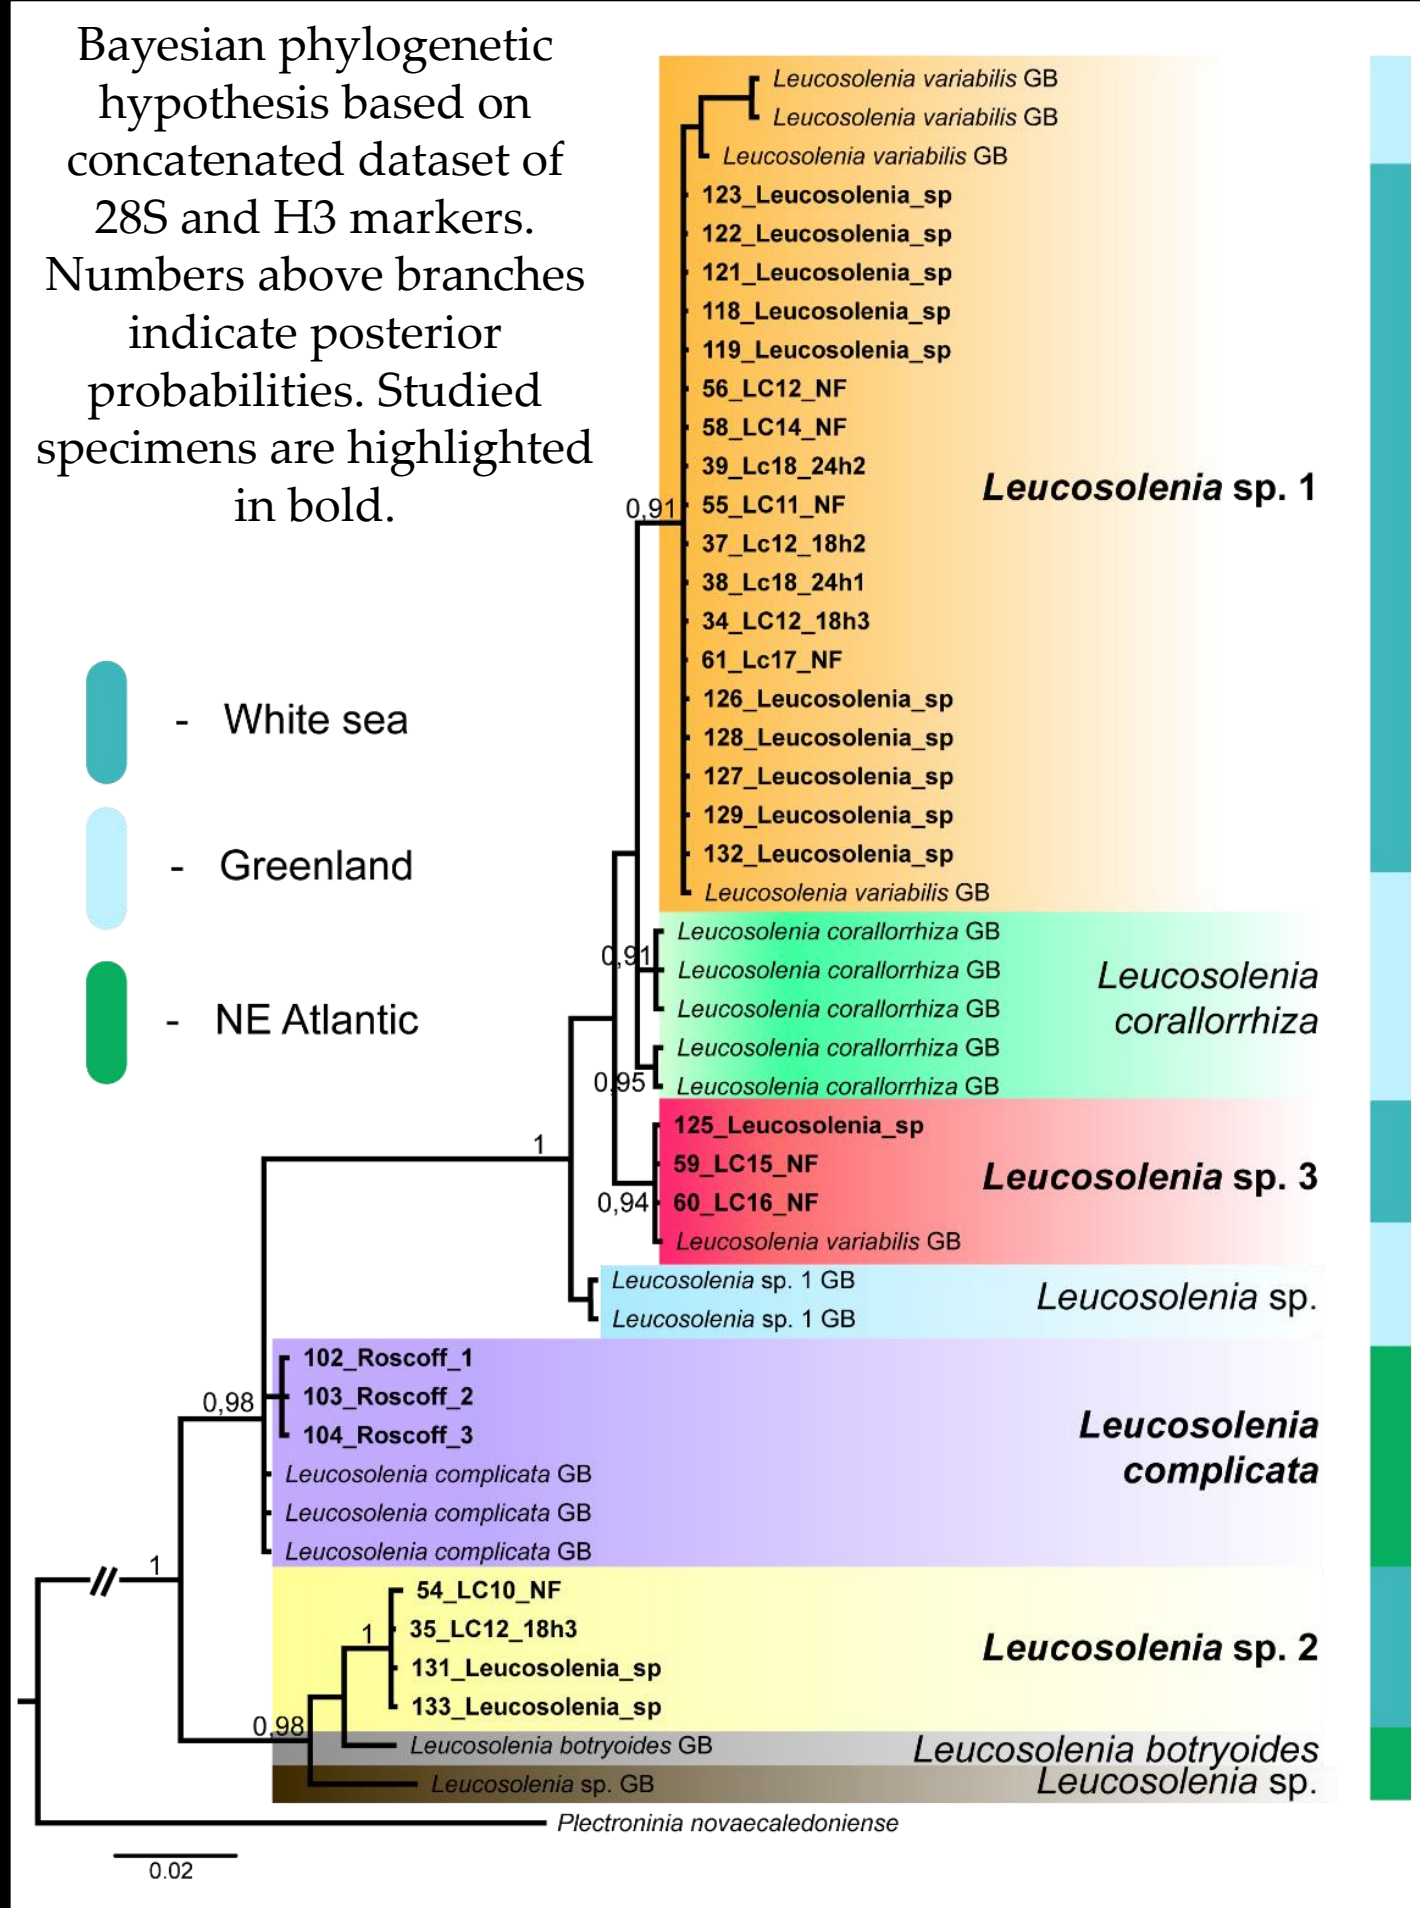 Bayesian phylogenetic
hypothesis based on
concatenated dataset of
28S and H3 markers.
Numbers above branches
indicate posterior
probabilities. Studied
specimens are highlighted
in bold.
- White sea
- Greenland
- NE Atlantic
Leucosolenia variabilis GB
Leucosolenia variabilis GB
Leucosolenia variabilis GB
123_Leucosolenia_sp
122_Leucosolenia_sp
121_Leucosolenia_sp
118_Leucosolenia_sp
119_Leucosolenia_sp
56_LC12_NF
58_LC14_NF
39_Lc18_24h2
55_LC11_NF
37_Lc12_18h2
38_Lc18_24h1
34_LC12_18h3
61_Lc17_NF
126_Leucosolenia_sp
128_Leucosolenia_sp
127_Leucosolenia_sp
129_Leucosolenia_sp
132_Leucosolenia_sp
Leucosolenia variabilis GB
Leucosolenia sp. 1
0,91
Leucosolenia corallorrhiza GB
Leucosolenia corallorrhiza GB
Leucosolenia corallorrhiza GB
Leucosolenia corallorrhiza GB
Leucosolenia corallorrhiza GB
Leucosolenia
corallorrhiza
0,91
0,95
125_Leucosolenia_sp
59_LC15_NF
60_LC16_NF
Leucosolenia variabilis GB
Leucosolenia sp. 3
1
0,94
Leucosolenia sp. 1 GB
Leucosolenia sp. 1 GB
Leucosolenia sp.
102_Roscoff_1
103_Roscoff_2
104_Roscoff_3
Leucosolenia complicata GB
Leucosolenia complicata GB
Leucosolenia complicata GB
Leucosolenia
complicata
0,98
1
54_LC10_NF
35_LC12_18h3
131_Leucosolenia_sp
133_Leucosolenia_sp
Leucosolenia sp. 2
1
0,98
Leucosolenia botryoides GB
Leucosolenia botryoides
Leucosolenia sp. GB
Leucosolenia sp.
Plectroninia novaecaledoniense
0.02